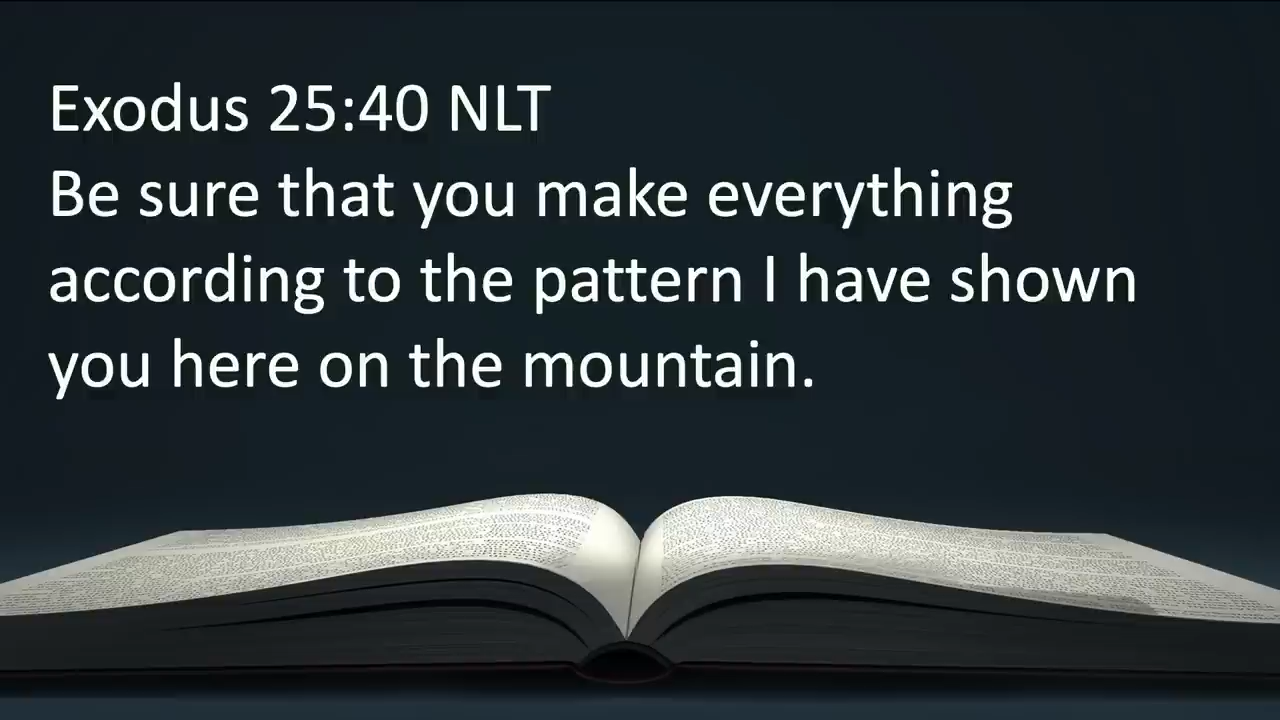 Exodus 25:40 NLT
Be sure that you make everything
according to the pattern I have shown
you here on the mountain.